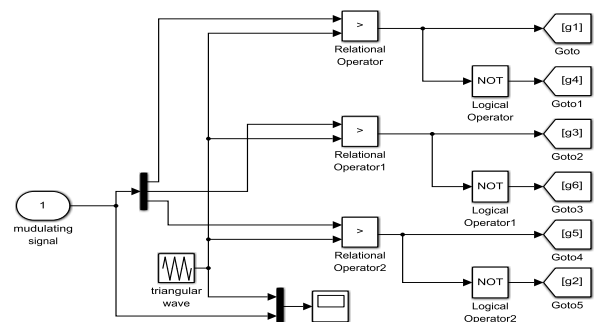 [g1]
>
Goto
Relational
Operator
NOT
[g4]
Logical
Operator
Goto1
>
[g3]
Relational
Operator1
Goto2
NOT
[g6]
1
Logical
Operator1
Goto3
mudulating
signal
>
[g5]
Relational
Operator2
Goto4
triangular
wave
NOT
[g2]
Logical
Operator2
Goto5